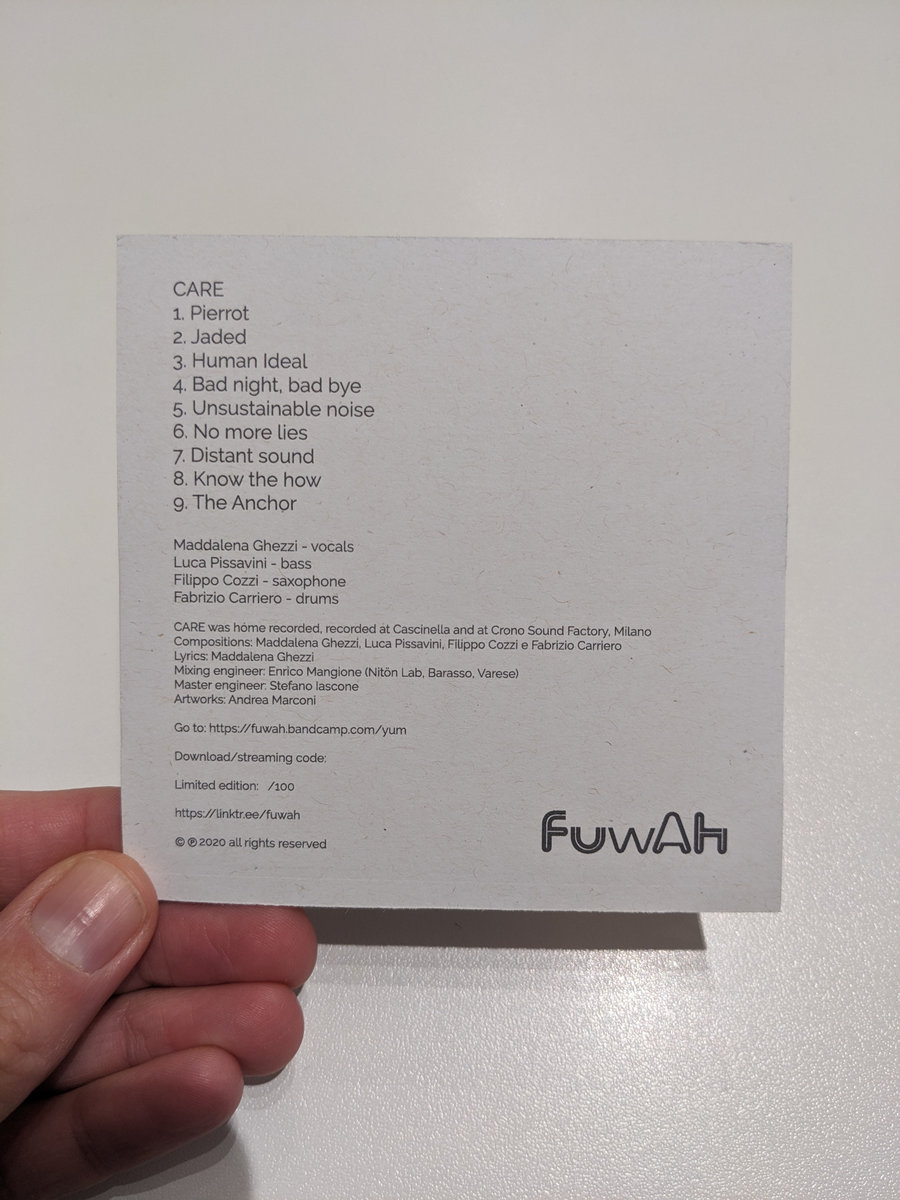 CARE
1. Pierrot
2. Jaded
3. Human Ideal
4. Bad night, bad bye
5. Unsustainable noise
6. No more lies
7. Distant sound
8. Know the how
9. The Anchor
Maddalena Ghezzi - vocals
Luca Pissavini - bass
Filippo Cozzi - saxophone
Fabrizio Carriero - drums
CARE was home recorded, recorded at Cascinella and at Crono Sound Factory, Milano
Compositions: Maddalena Ghezzi, Luca Pissavini, Filippo Cozzi e Fabrizio Carriero
Lyrics: Maddalena Ghezzi
Mixing engineer: Enrico Mangione (Nitön Lab, Barasso, Varese)
Master engineer: Stefano Iascone
Artworks: Andrea Marconi
Go to: https://fuwah.bandcamp.com/yum
Download/streaming code:
Limited edition: /100
https://linktr.ee/fuwah
© ℗ 2020 all rights reserved
FuwAh